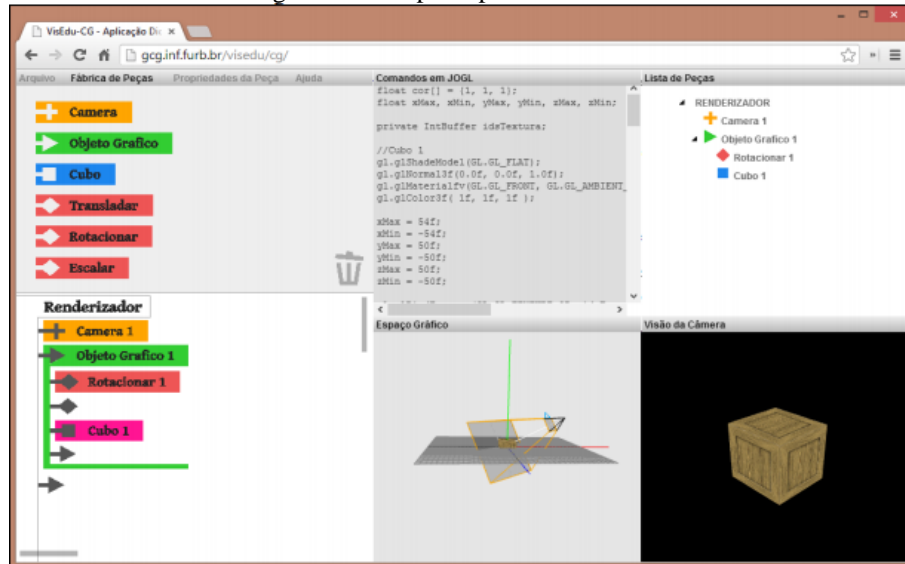 VisEdu-CG - Aplicação Di
gcg.inf.furb.br/visedu/cg/
Arquivo Fábrica de Peças Propriedades da Peça Ajuda
Camera
Objeto Grafico
Cubo
Transladar
Rotacionar
Escalar
Renderizador
Camera 1
Objeto Grafico 1
Rotacionar 1
Cubo 1
Comandos em JOGL
float cor[] = {1, 1, 1};
float xMax, xMin, yMax, yMin, zMax, zMin;
private IntBuffer idsTextura;
//Cubo 1
gl.glShadeModel(GL.GL_FLAT);
gl.glNormal3f(0.0f, 0.0f, 1.0f);
gl.glMaterialfv(GL.GL_FRONT, GL.GL_AMBIENT_
gl.glColor3f( 1f, 1f, 1f );
xMax = 54f;
xMin = -54f;
yMax = 50f;
yMin = -50f;
zMax = 50f;
zMin = -50f;
Lista de Peças
RENDERIZADOR
Camera 1
Objeto Grafico 1
Rotacionar 1
Cubo 1
Espaço Gráfico
Visão da Câmera